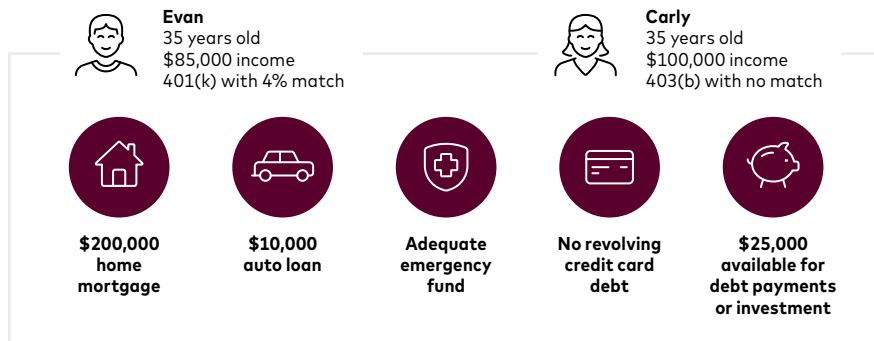 Evan
35 years old
$85,000 income
401(k) with 4% match
Carly
35 years old
$100,000 income
403(b) with no match
$200,000
home
mortgage
$10,000
auto loan
Adequate
emergency
fund
No revolving
credit card
debt
$25,000
available for
debt payments
or investment